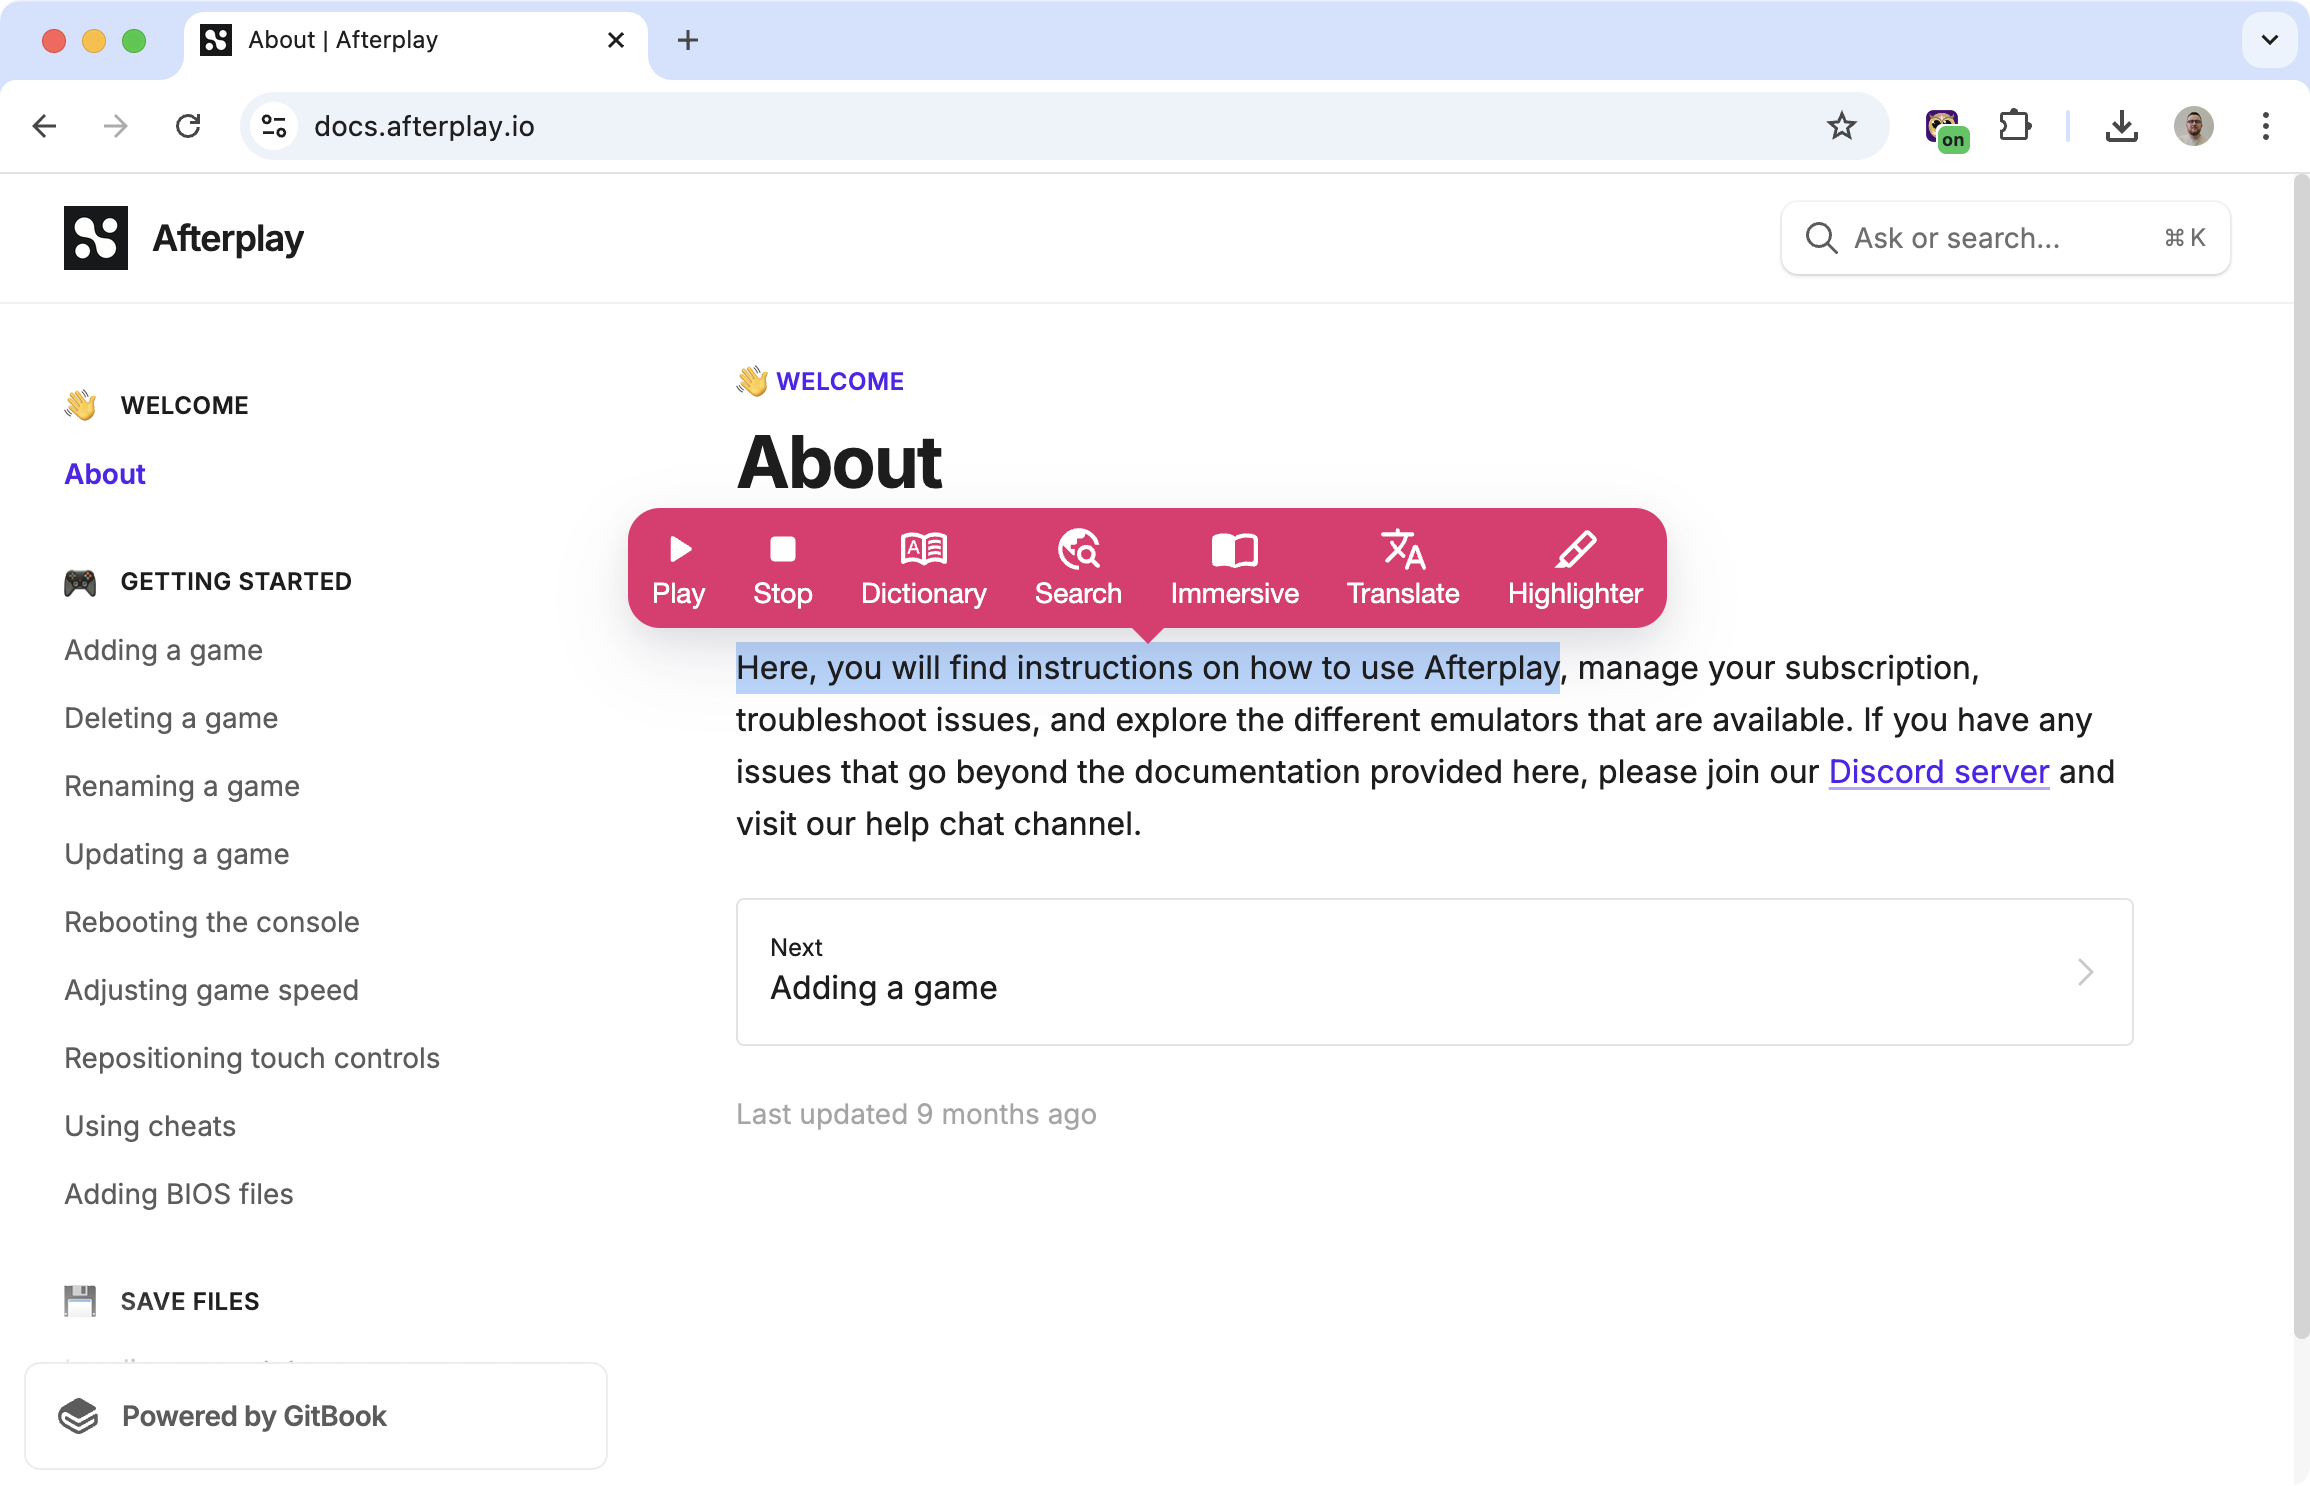 About | Afterplay
docs.afterplay.io
on
Afterplay
Ask or search...
⌘ K
WELCOME
About
GETTING STARTED
Adding a game
Deleting a game
Renaming a game
Updating a game
Rebooting the console
Adjusting game speed
Repositioning touch controls
Using cheats
Adding BIOS files
SAVE FILES
Powered by GitBook
WELCOME
About
Play Stop Dictionary Search Immersive Translate Highlighter
Here, you will find instructions on how to use Afterplay, manage your subscription,
troubleshoot issues, and explore the different emulators that are available. If you have any
issues that go beyond the documentation provided here, please join our Discord server and
visit our help chat channel.
Next
Adding a game
Last updated 9 months ago